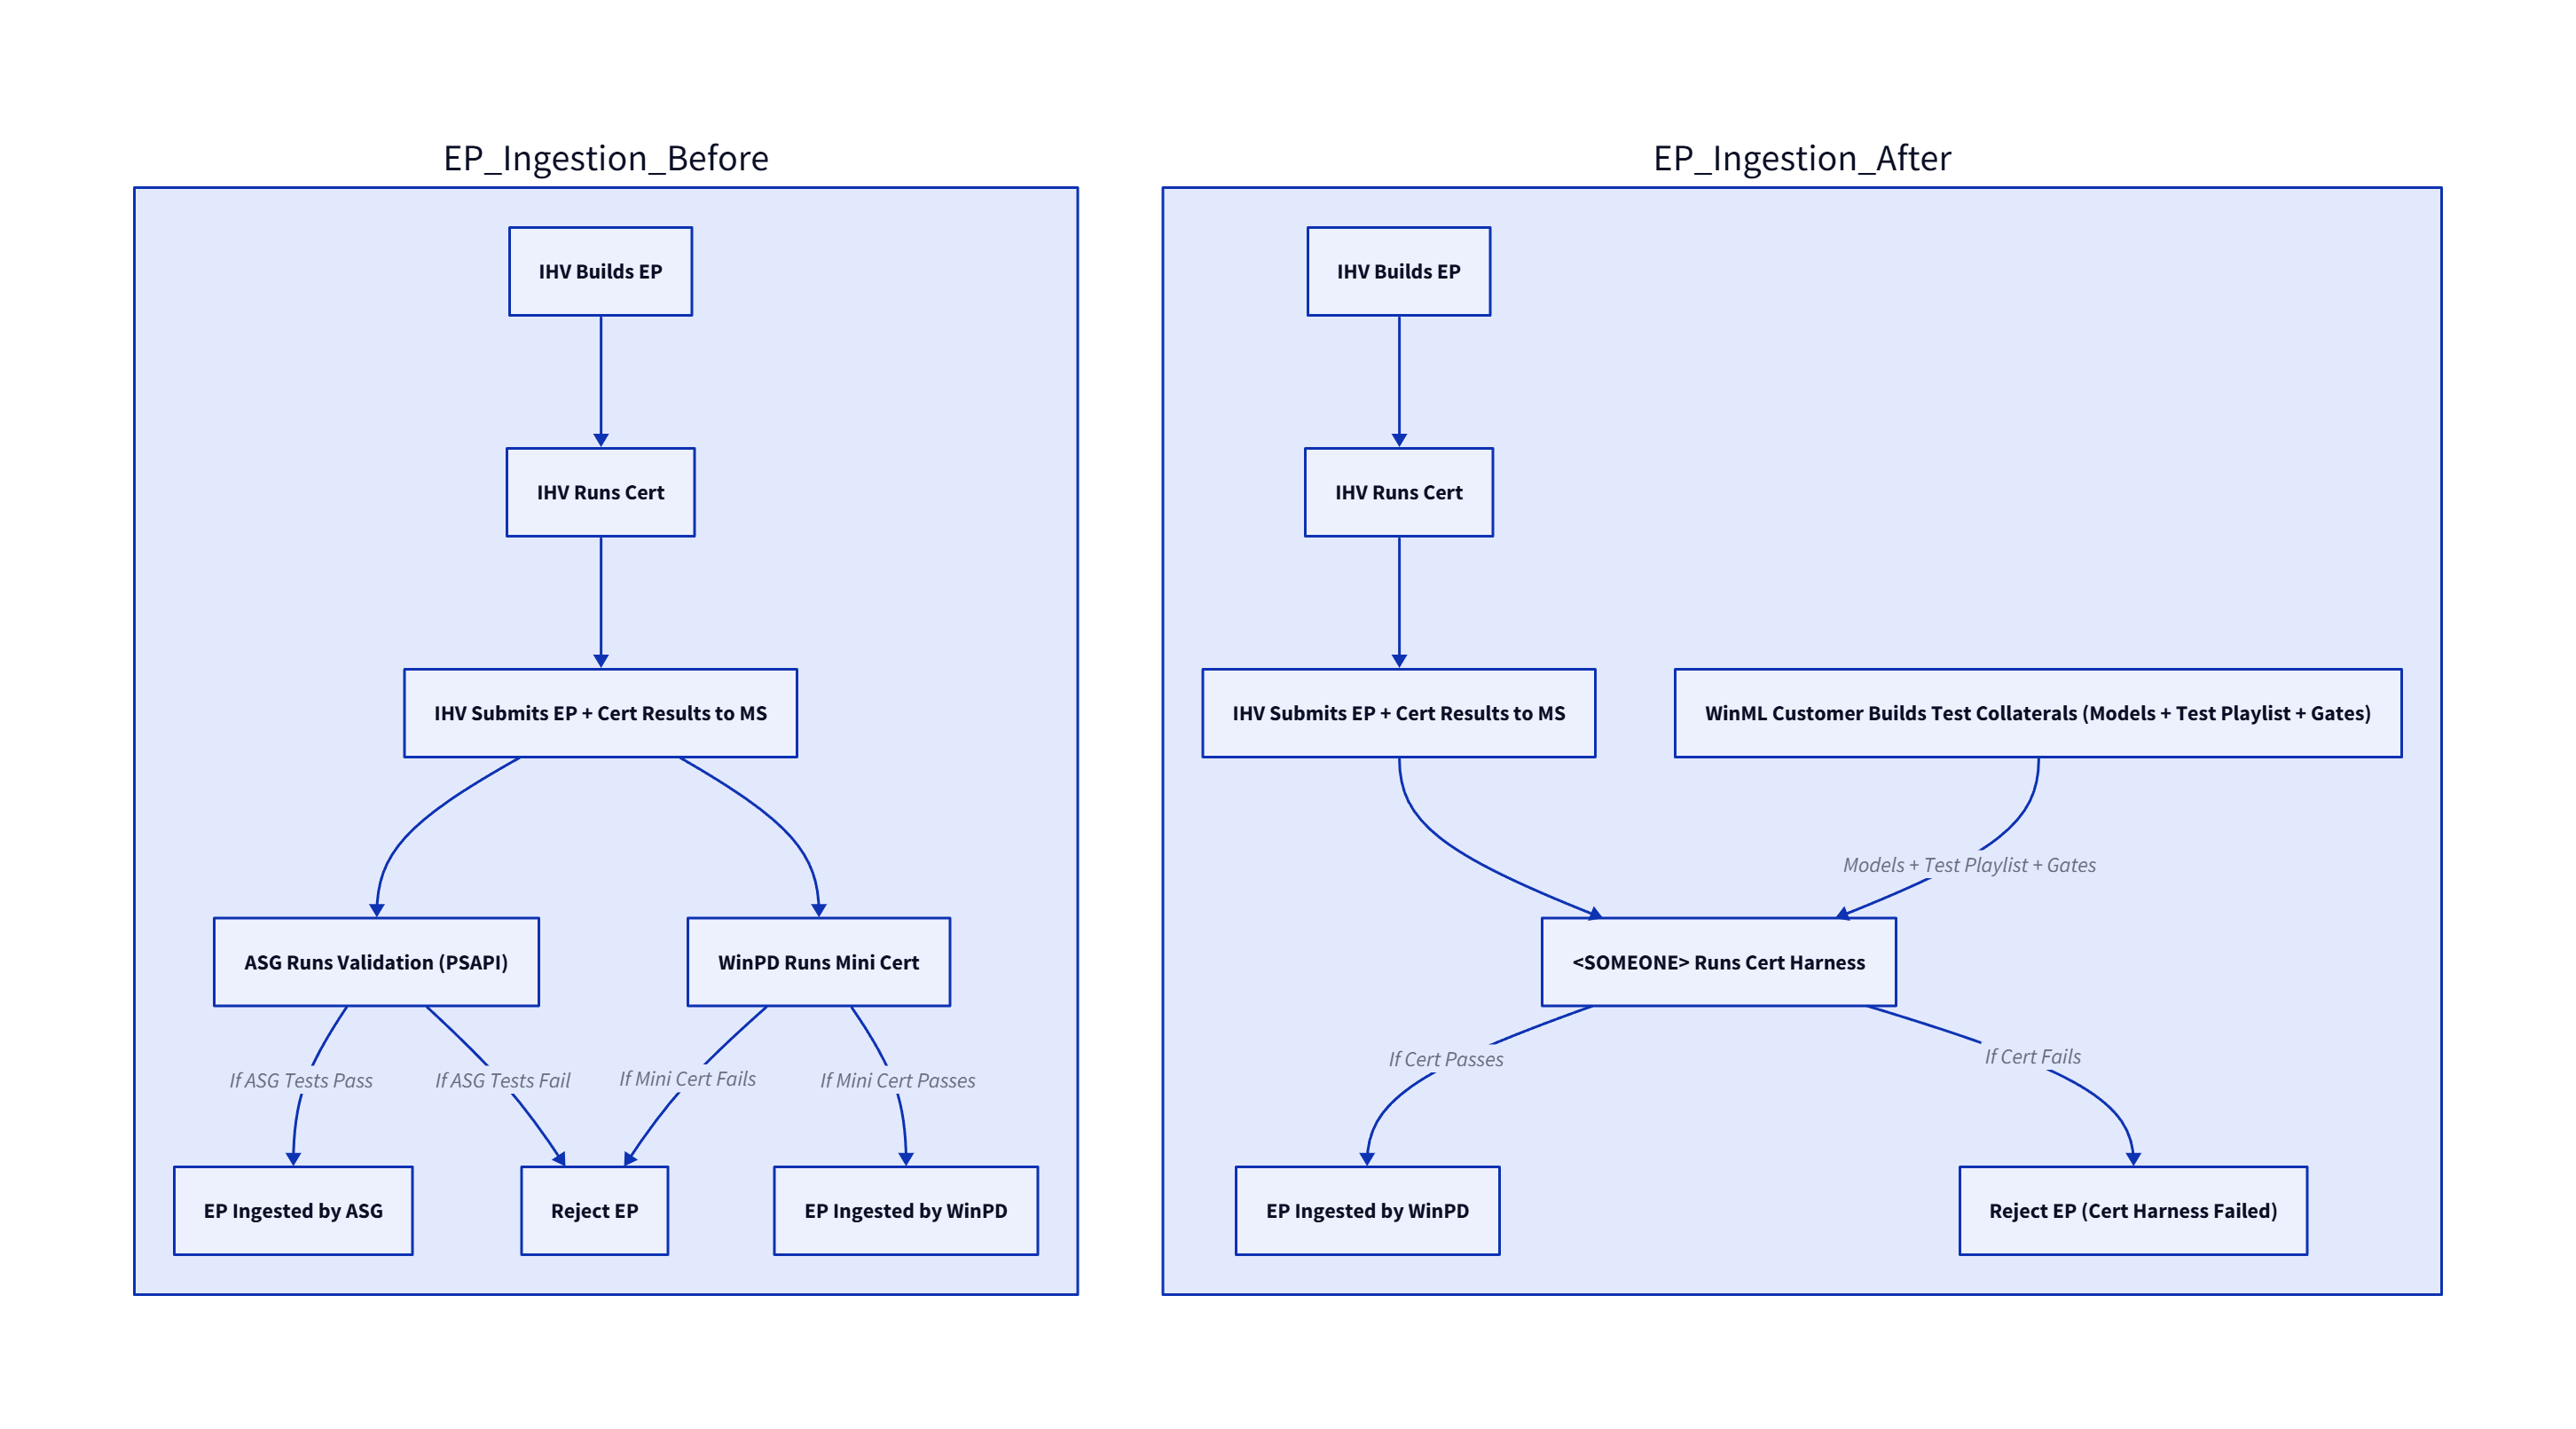 EP_Ingestion_Before
IHV Builds EP
IHV Runs Cert
IHV Submits EP + Cert Results to MS
ASG Runs Validation (PSAPI)
WinPD Runs Mini Cert
If ASG Tests Pass
If ASG Tests Fail
If Mini Cert Fails
If Mini Cert Passes
EP Ingested by ASG
Reject EP
EP Ingested by WinPD
EP_Ingestion_After
IHV Builds EP
IHV Runs Cert
IHV Submits EP + Cert Results to MS
WinML Customer Builds Test Collaterals (Models + Test Playlist + Gates)
Models + Test Playlist + Gates
<SOMEONE> Runs Cert Harness
If Cert Passes
If Cert Fails
EP Ingested by WinPD
Reject EP (Cert Harness Failed)